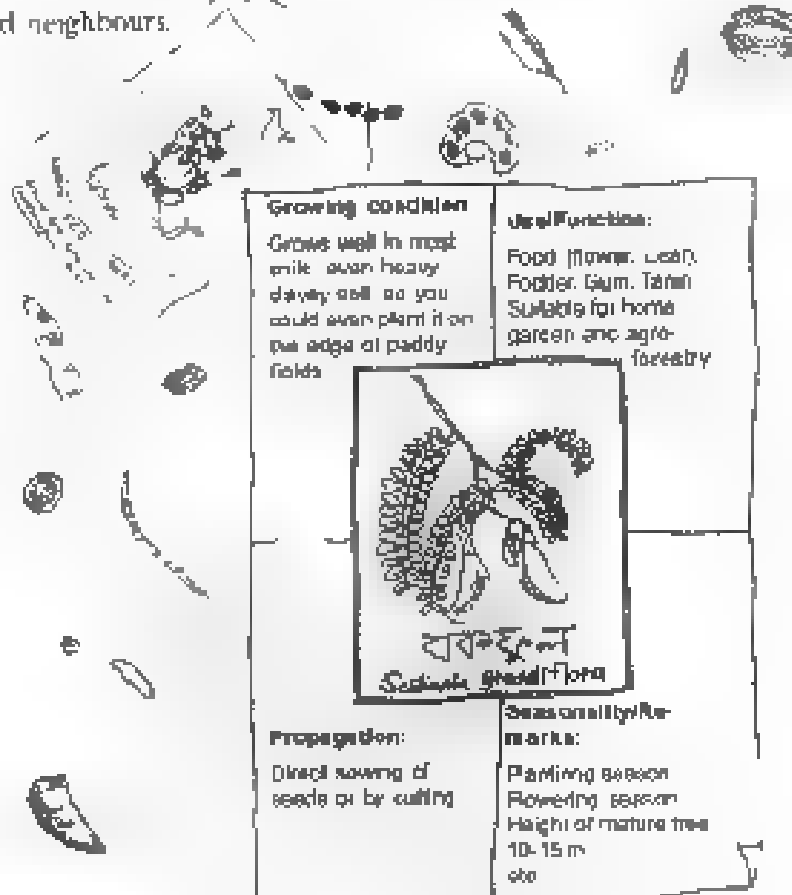 d neighbours.
Growing condition
Grows well in most
soils even heavy
clayey soil so you
could even plant it on
the edge of paddy
fields
Use/Function:
Food (flower, Leaf),
Fodder, Gum, Tanin
Suitable for home
garden and agro-
forestry
grandiflora
Propagation:
Direct sowing of
seeds or by cutting
Seasonality/Re-
marks:
Planting season
Flowering season
Height of mature tree
10-15 m
etc